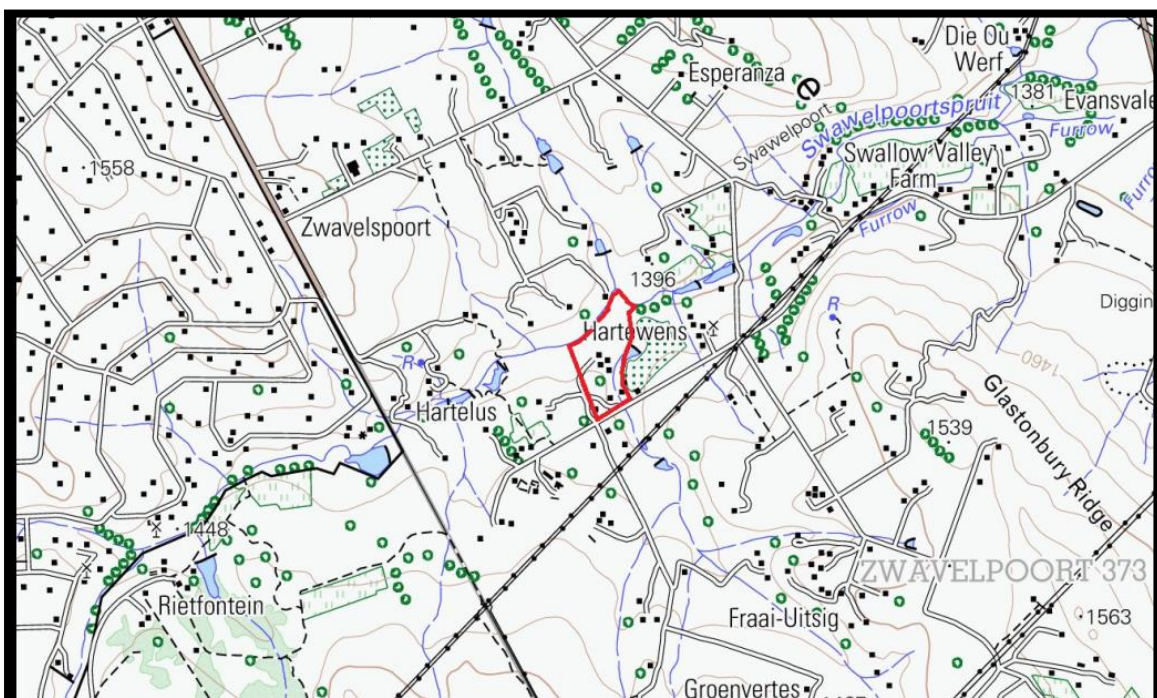 Die Ou
Werf
Esperanza
e
1381
Evansvale
Swawelpoortspruit
Furrow
Swawelpoort
1558
Swallow Valley
Farm
Furrow
Furrow
Zwavelspoort
1396
Diggin
R
Hartewens
1460
R
Hartelus
Glastonbury Ridge
1539
1448
ZWAVELPOORT 373
Rietfontein
Fraai-Uitsig
1563
Groenvertes